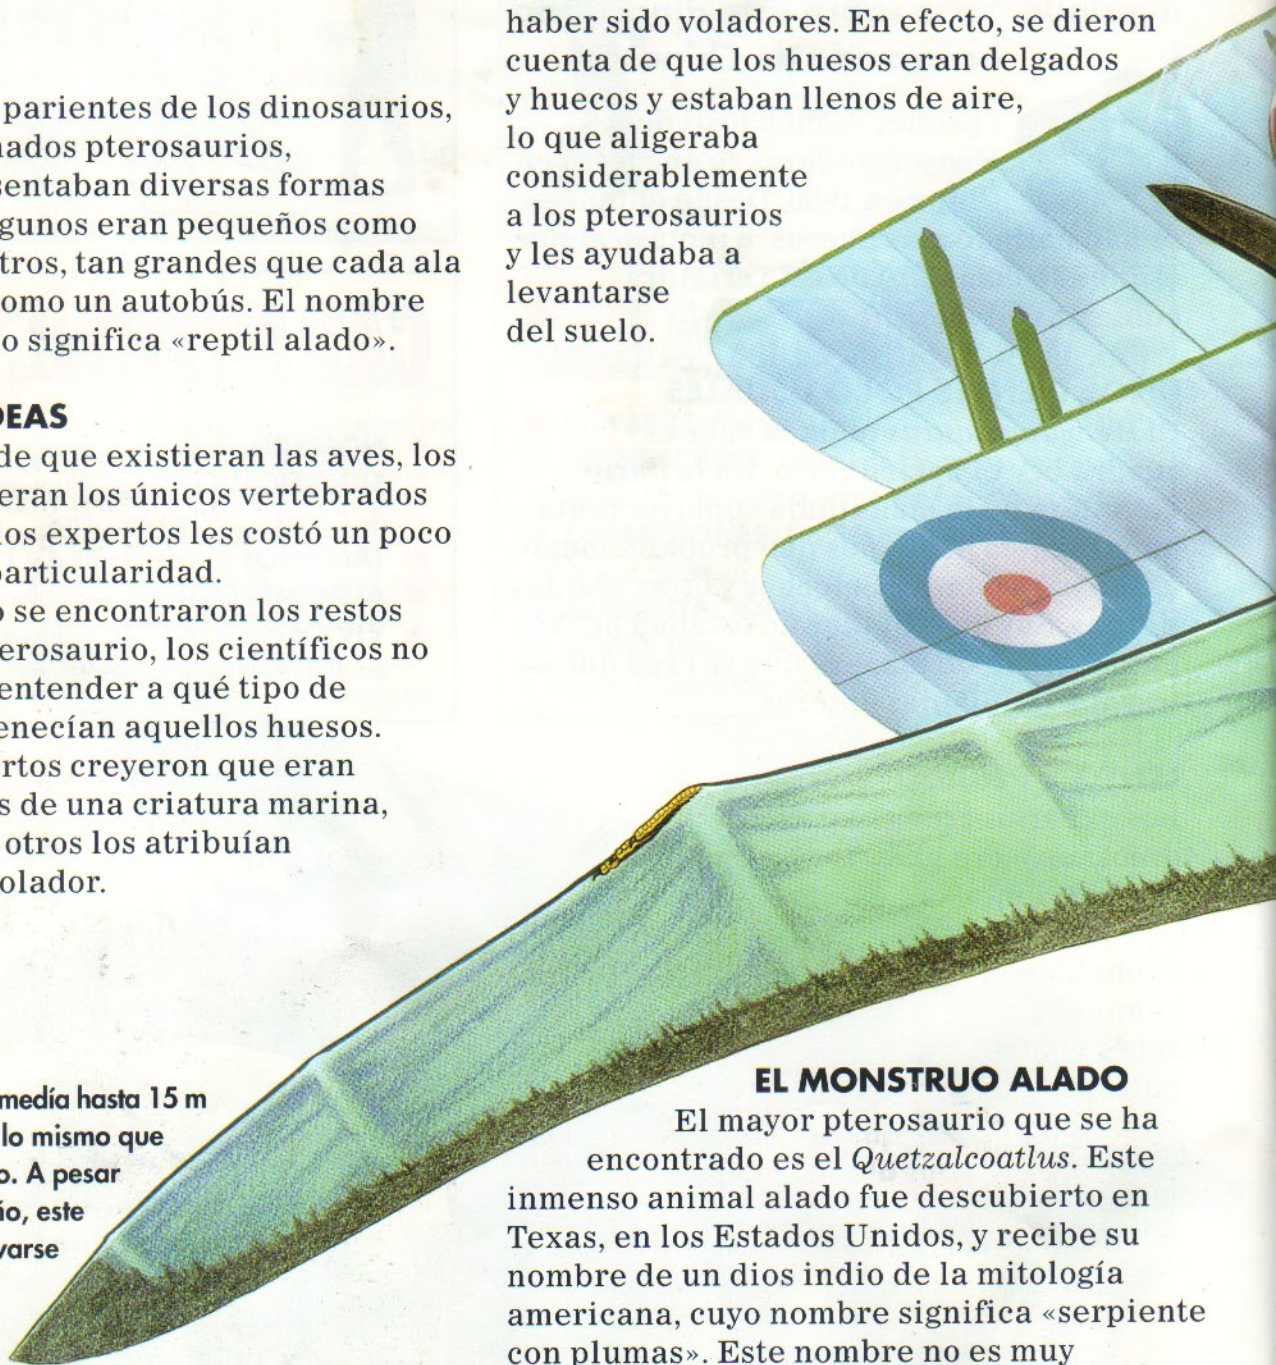 parientes de los dinosaurios,
nados pterosaurios,
sentaban diversas formas
gunos eran pequeños como
tros, tan grandes que cada ala
omo un autobús. El nombre
o significa «reptil alado».
DEAS
de que existieran las aves, los
eran los únicos vertebrados
los expertos les costó un poco
particularidad.
o se encontraron los restos
erosaurio, los científicos no
entender a qué tipo de
enecían aquellos huesos.
rtos creyeron que eran
s de una criatura marina,
otros los atribuían
olador.
medía hasta 15 m
lo mismo que
o. A pesar
io, este
varse
haber sido voladores. En efecto, se dieron
cuenta de que los huesos eran delgados
y huecos y estaban llenos de aire,
lo que aligeraba
considerablemente
a los pterosaurios
y les ayudaba a
levantarse
del suelo.
EL MONSTRUO ALADO
El mayor pterosaurio que se ha
encontrado es el Quetzalcoatlus. Este
inmenso animal alado fue descubierto en
Texas, en los Estados Unidos, y recibe su
nombre de un dios indio de la mitología
americana, cuyo nombre significa «serpiente
con plumas». Este nombre no es muy